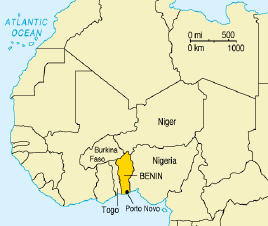 ATLANTIC
OCEAN
0 mi 500
0 km 1000
Niger
Burkina
Faso
Nigeria
BENIN
Togo
Porto Novo